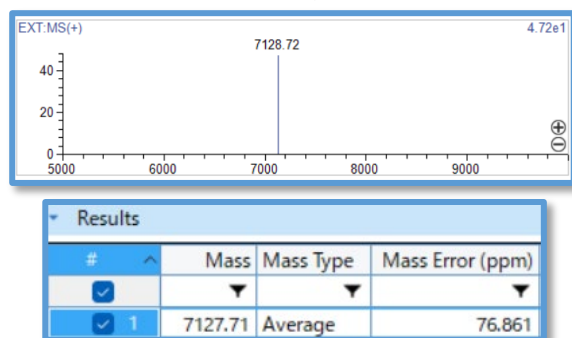 EXT:MS(+) 4.72e1
7128.72
40
20
0
5000 6000 7000 8000 9000
Results
# Mass Mass Type Mass Error (ppm)
1 7127.71 Average 76.861